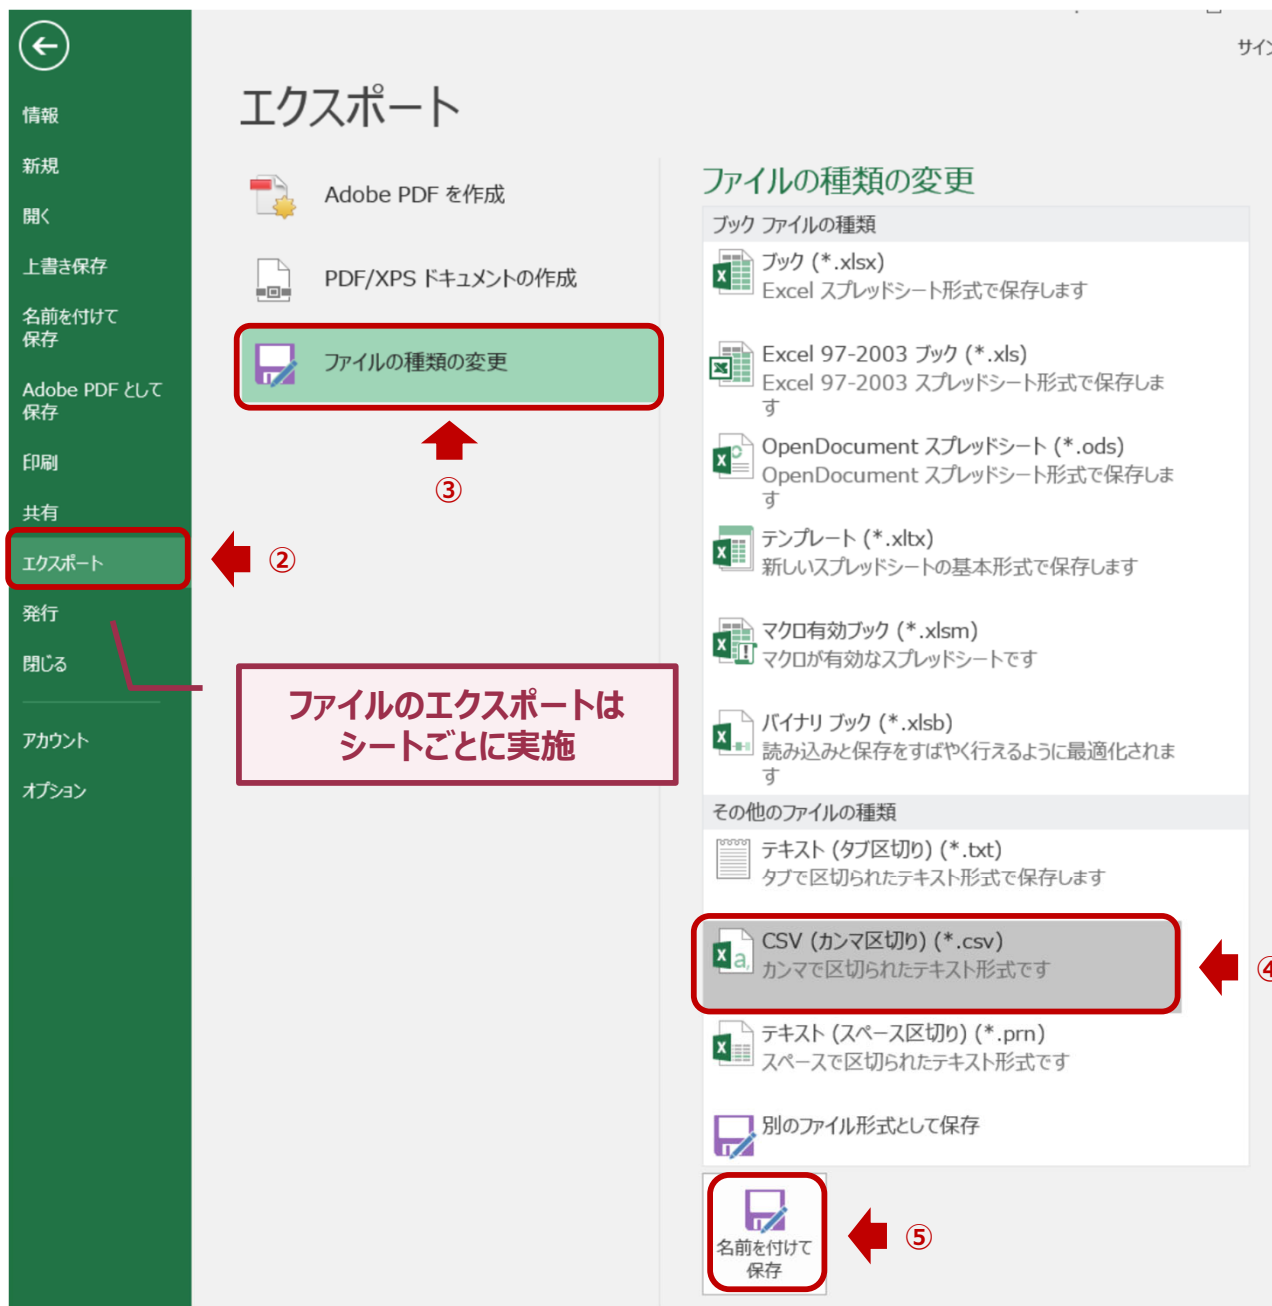 サイン
エクスポート
情報
新規
開く
上書き保存
名前を付けて
保存
Adobe PDF として
保存
印刷
共有
エクスポート
発行
閉じる
アカウント
オプション
Adobe PDF を作成
PDF/XPS ドキュメントの作成
ファイルの種類の変更
③
②
ファイルのエクスポートは
シートごとに実施
ファイルの種類の変更
ブック ファイルの種類
ブック (*.xlsx)
Excel スプレッドシート形式で保存します
Excel 97-2003 ブック (*.xls)
Excel 97-2003 スプレッドシート形式で保存しま
す
OpenDocument スプレッドシート (*.ods)
OpenDocument スプレッドシート形式で保存しま
す
テンプレート (*.xltx)
新しいスプレッドシートの基本形式で保存します
マクロ有効ブック (*.xlsm)
マクロが有効なスプレッドシートです
バイナリ ブック (*.xlsb)
読み込みと保存をすばやく行えるように最適化されま
す
その他のファイルの種類
テキスト (タブ区切り) (*.txt)
タブで区切られたテキスト形式で保存します
CSV (カンマ区切り) (*.csv)
カンマで区切られたテキスト形式です
④
テキスト (スペース区切り) (*.prn)
スペースで区切られたテキスト形式です
別のファイル形式として保存
名前を付けて
保存
⑤